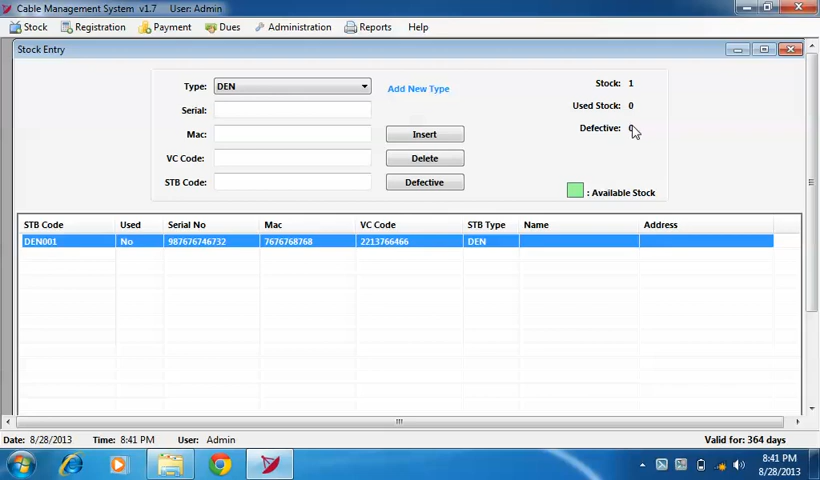 Cable Management System v1.7 User: Admin
Stock Registration Payment Dues Administration Reports Help
Stock Entry
Type: DEN Add New Type Stock: 1
Serial: Used Stock: 0
Mac: Insert Defective: 0
VC Code: Delete
STB Code: Defective : Available Stock
STB Code Used Serial No Mac VC Code STB Type Name Address
DEN001 No 987676746732 7676768768 2213766466 DEN
Date: 8/28/2013 Time: 8:41 PM User: Admin Valid for: 364 days
8:41 PM
8/28/2013